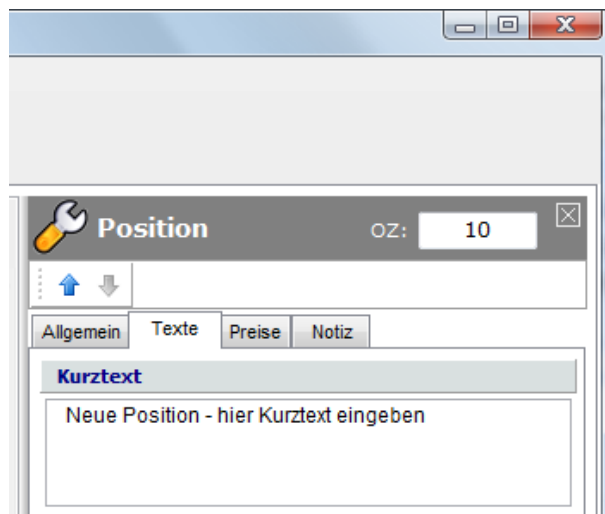 Position OZ: 10
Allgemein Texte Preise Notiz
Kurztext
Neue Position - hier Kurztext eingeben